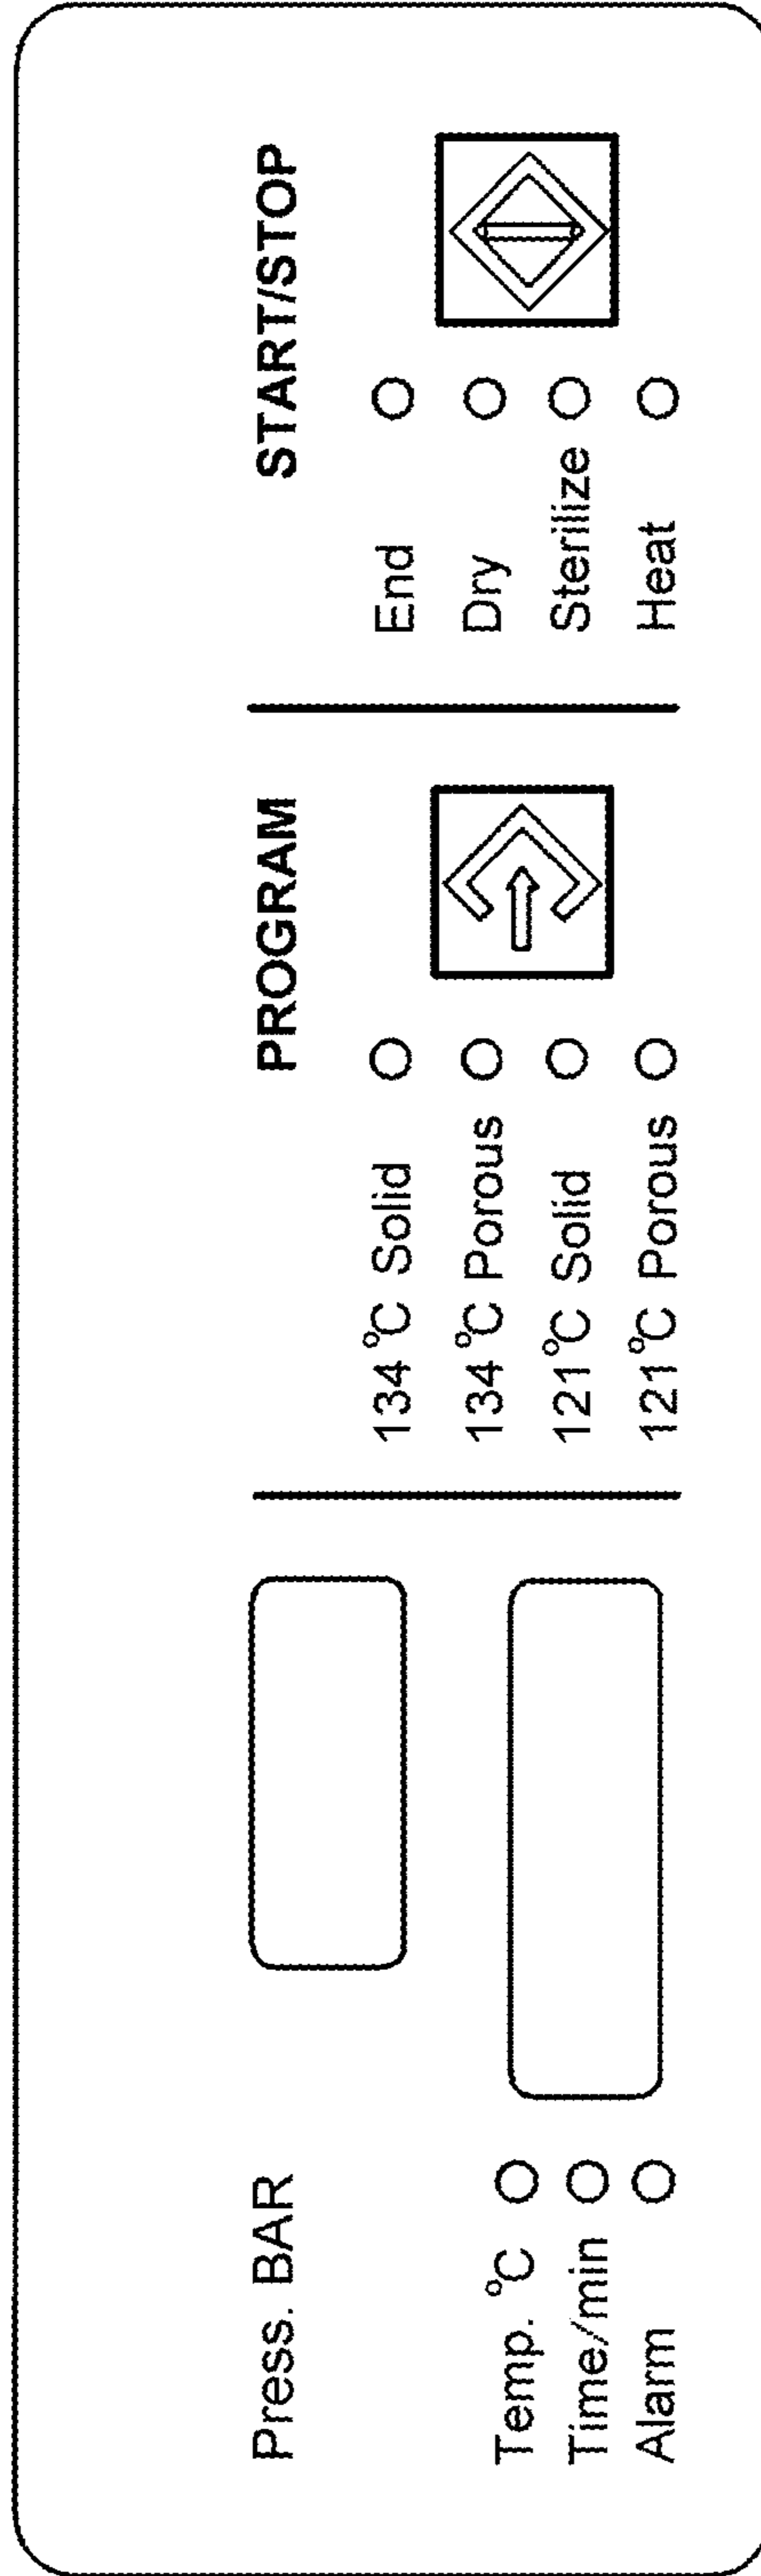 Press. BAR
Temp. °C
Time/min
Alarm
PROGRAM
134 °C Solid
134 °C Porous
121°C Solid
121°C Porous
START/STOP
End
Dry
Sterilize
Heat